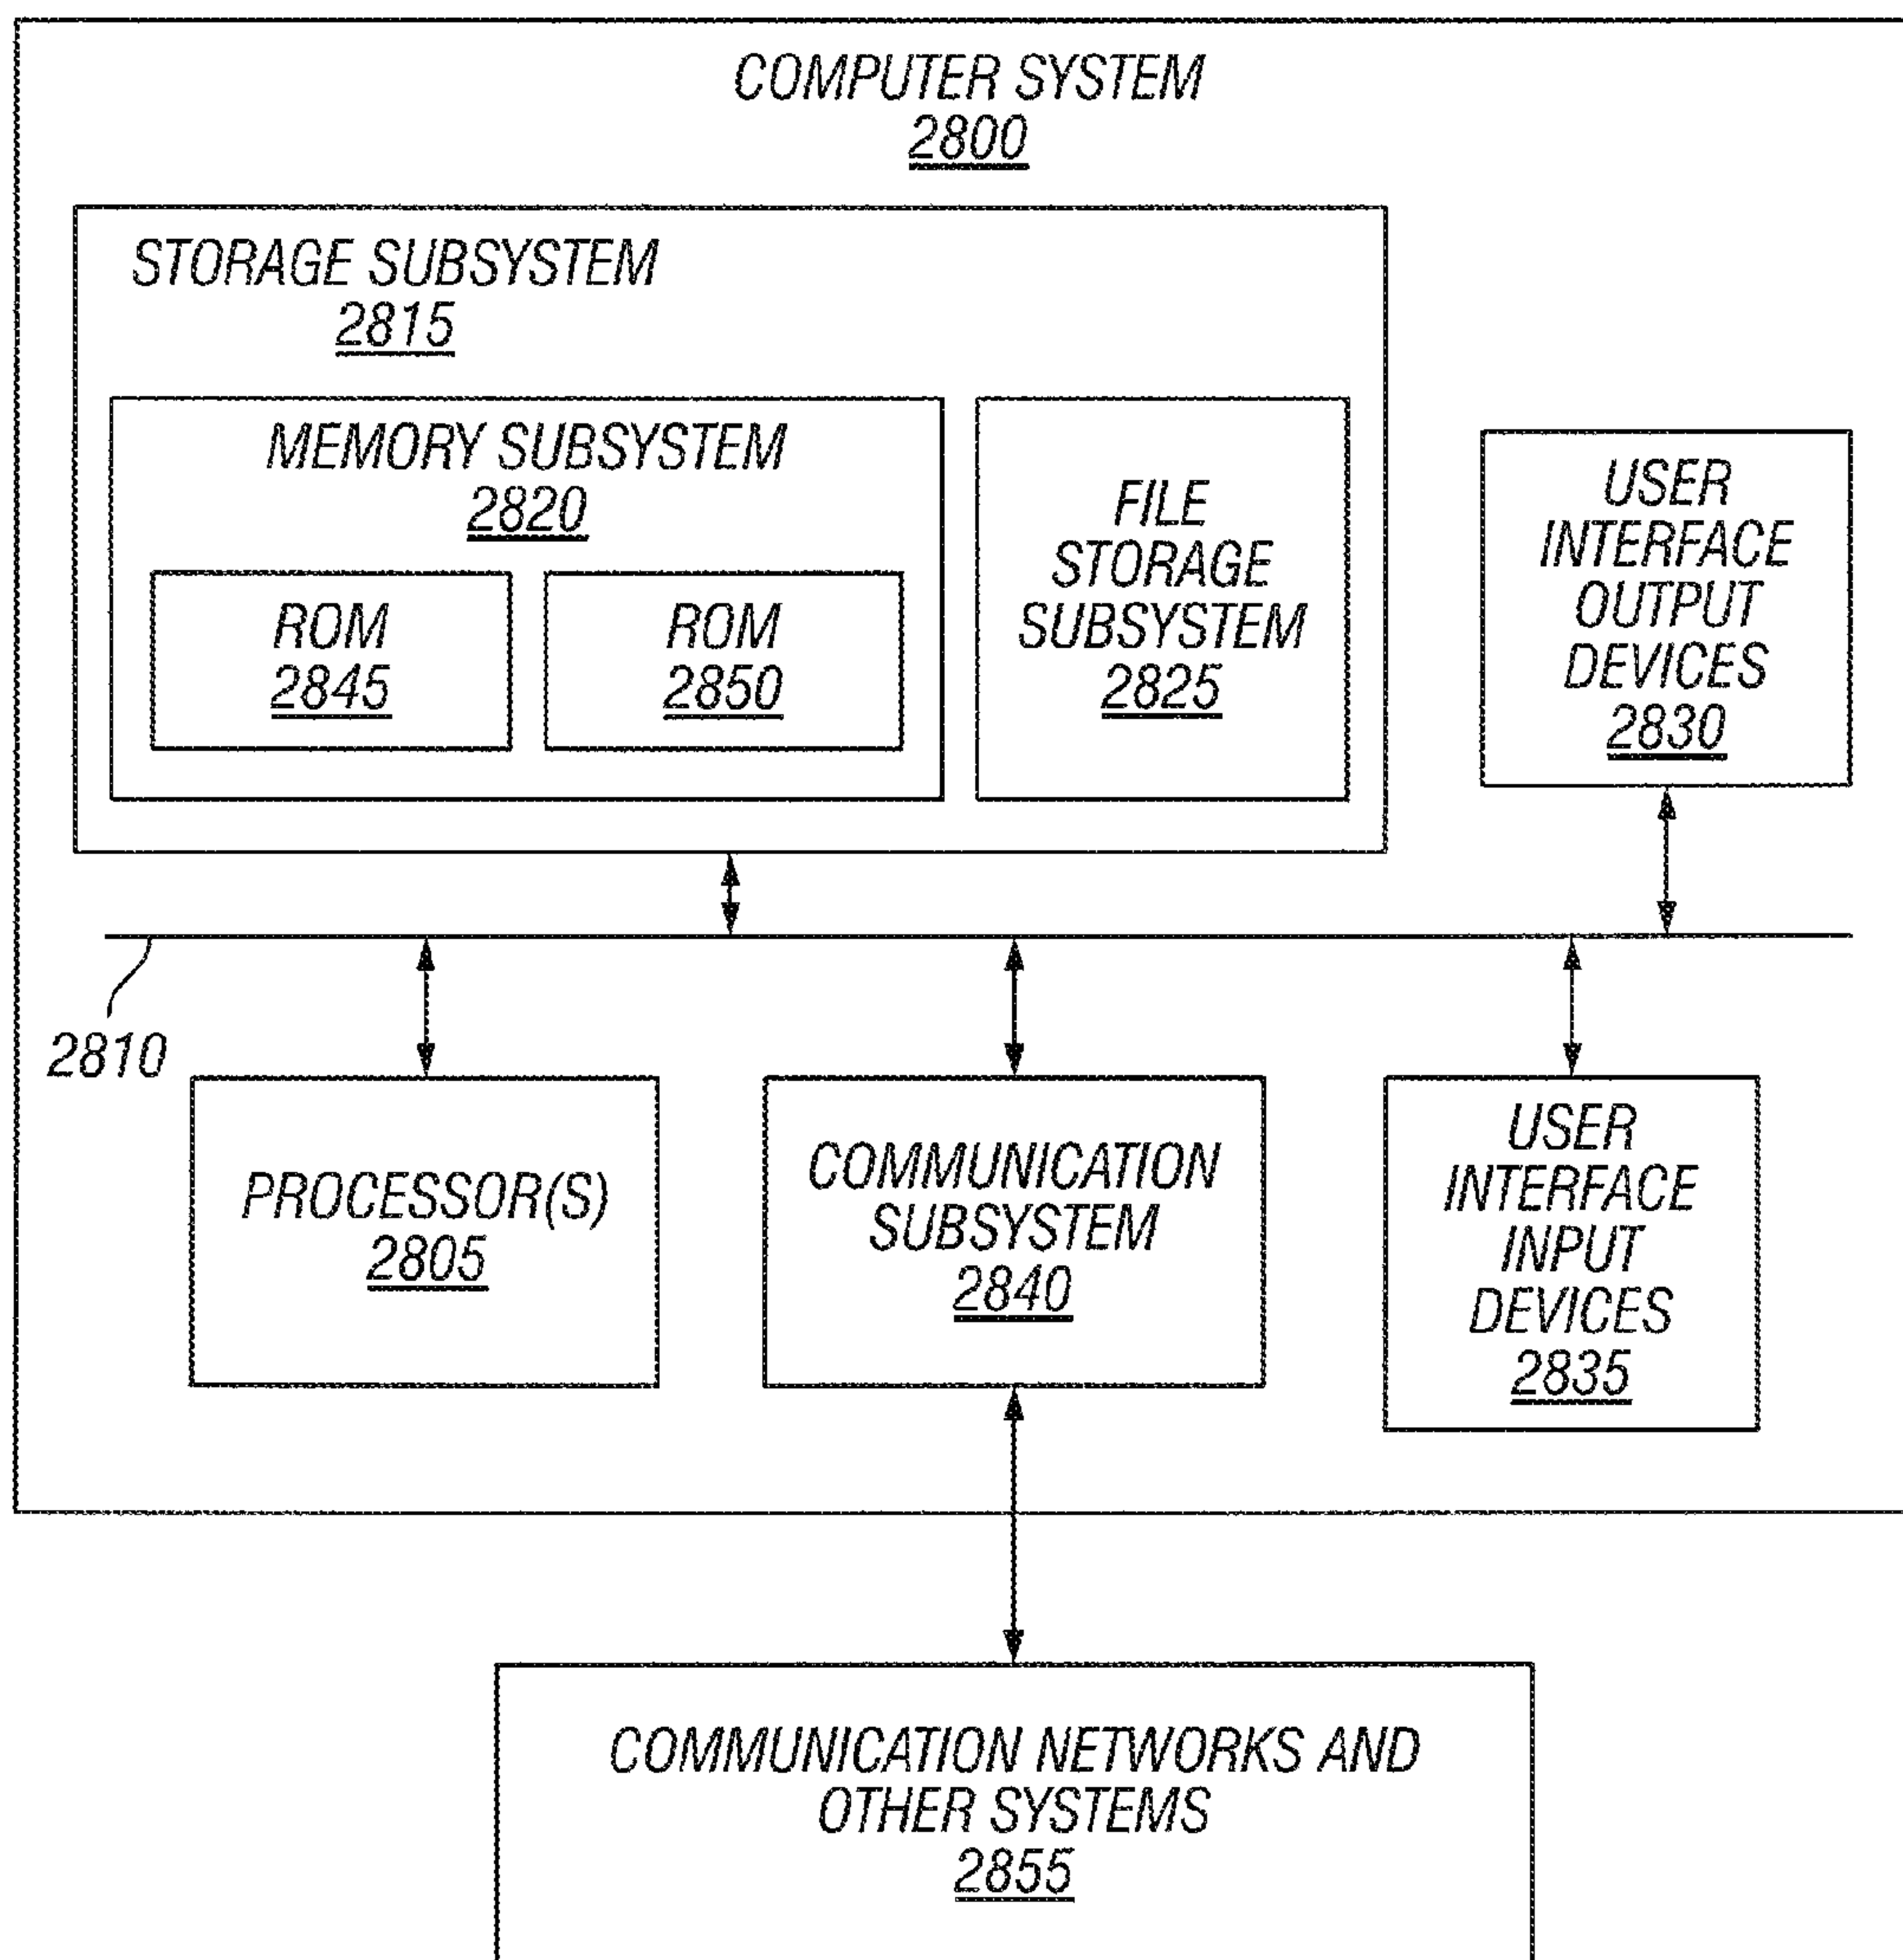 COMPUTER SYSTEM
2800
STORAGE SUBSYSTEM
2815
MEMORY SUBSYSTEM
2820
ROM
2845
ROM
2850
FILE
STORAGE
SUBSYSTEM
2825
USER
INTERFACE
OUTPUT
DEVICES
2830
2810
PROCESSOR(S)
2805
COMMUNICATION
SUBSYSTEM
2840
USER
INTERFACE
INPUT
DEVICES
2835
COMMUNICATION NETWORKS AND
OTHER SYSTEMS
2855